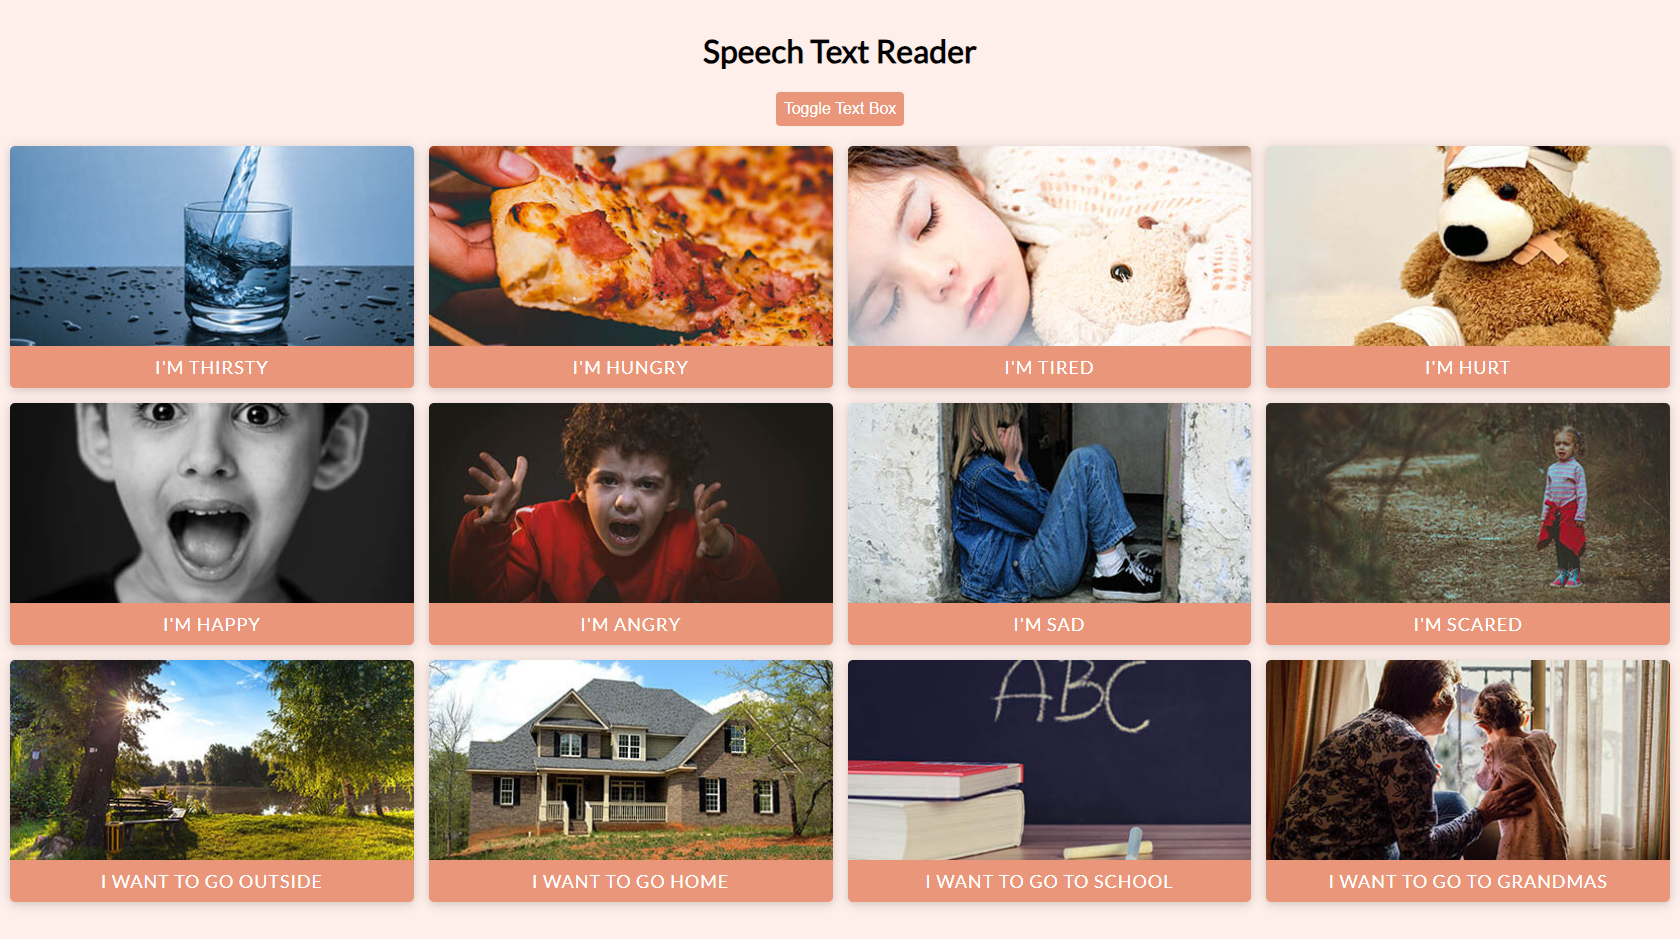 Speech Text Reader
Toggle Text Box
I'M THIRSTY
I'M HUNGRY
I'M TIRED
I'M HURT
I'M HAPPY
I'M ANGRY
I'M SAD
I'M SCARED
ABC
I WANT TO GO OUTSIDE
I WANT TO GO HOME
I WANT TO GO TO SCHOOL
I WANT TO GO TO GRANDMAS